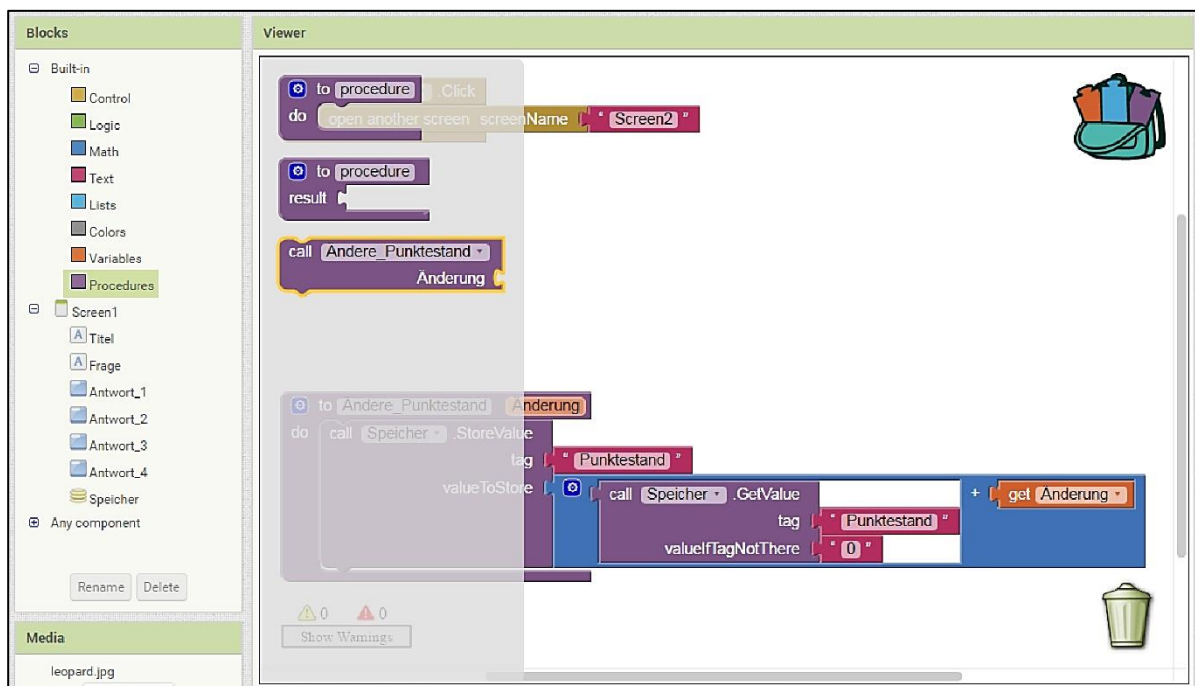 Blocks
Built-in
Control
Logic
Math
Text
Lists
Colors
Variables
Procedures
Screen1
Titel
Frage
Antwort_1
Antwort_2
Antwort_3
Antwort_4
Speicher
Any component
Rename Delete
Media
leopard.jpg
Viewer
to procedure .Click
do open another screen screenName " Screen2 "
to procedure
result
call Andere_Punktestand
Änderung
to Andere_Punktestand Änderung
do call Speicher .StoreValue
tag " Punktestand "
valueToStore call Speicher .GetValue + get Änderung
tag " Punktestand "
valueIfTagNotThere " 0 "
0 0
Show Warnings